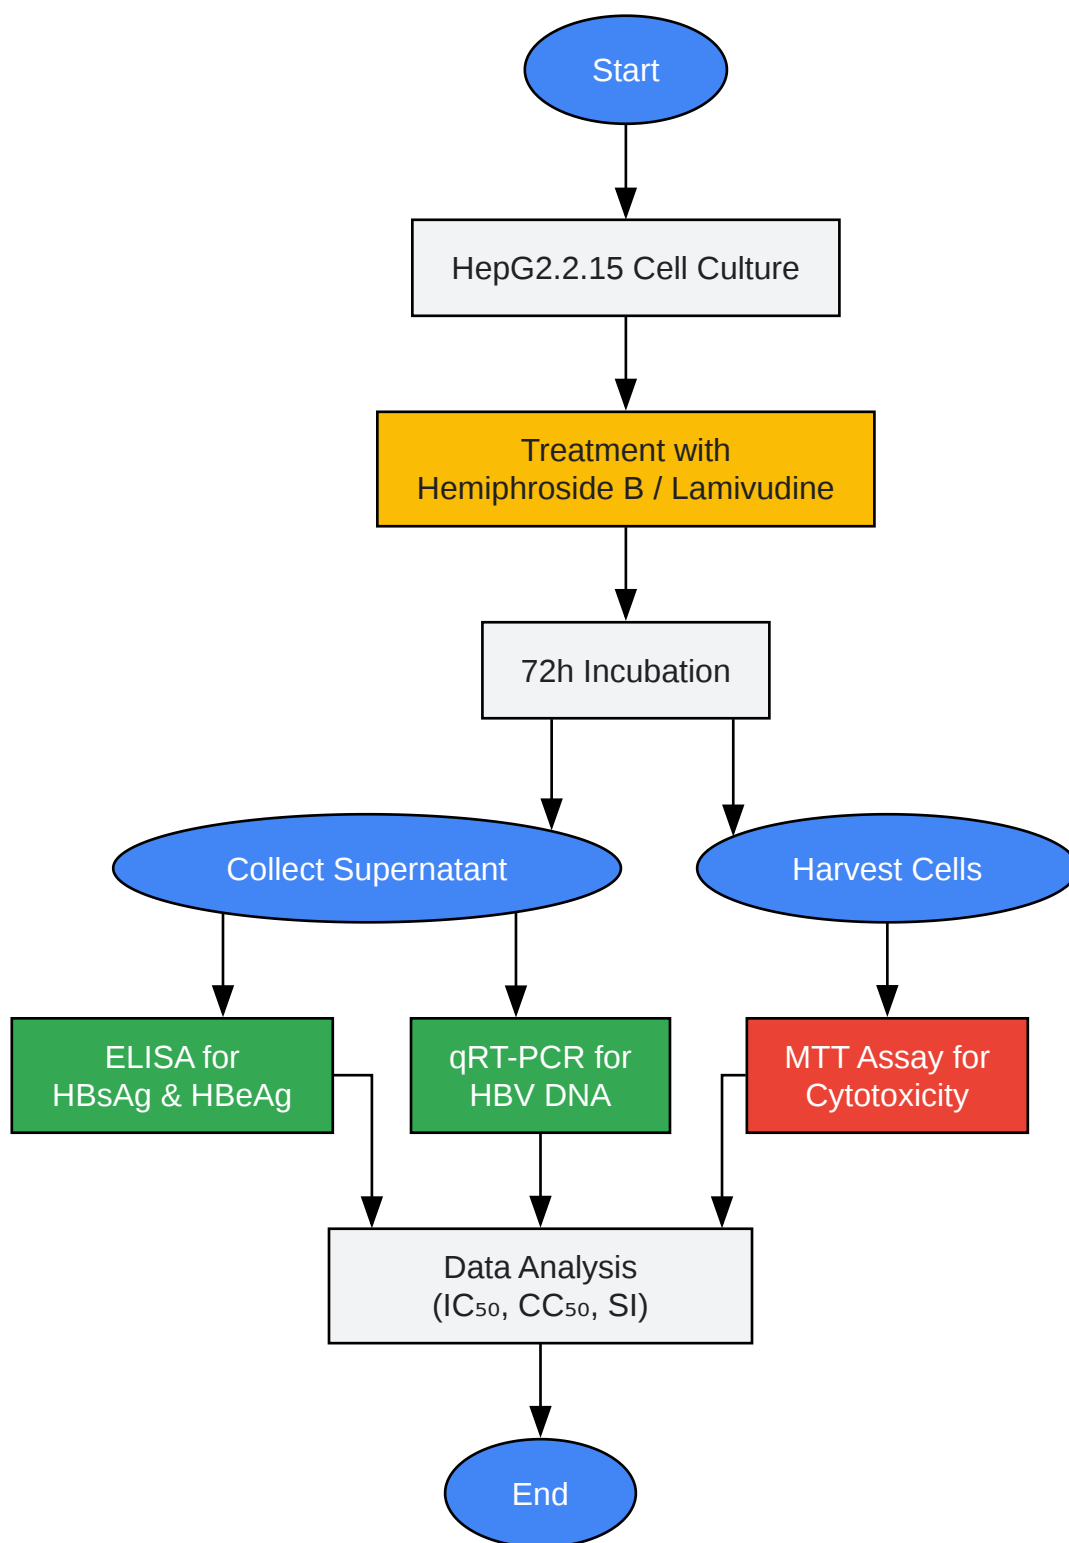 Start
HepG2.2.15 Cell Culture
Treatment with
Hemiphroside B / Lamivudine
72h Incubation
Collect Supernatant
Harvest Cells
ELISA for
HBsAg & HBeAg
qRT-PCR for
HBV DNA
MTT Assay for
Cytotoxicity
Data Analysis
(IC₅₀, CC₅₀, SI)
End